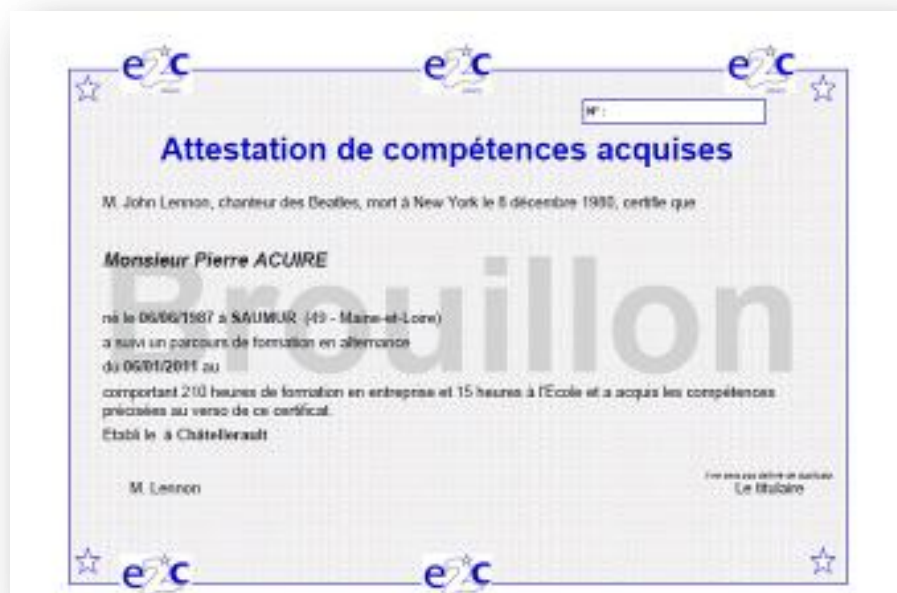 e2c e2c e2c
N° :
Attestation de compétences acquises
M. John Lennon, chanteur des Beatles, mort à New York le 8 décembre 1980, certifie que
Monsieur Pierre ACUIRE
Brouillon
né le 06/06/1987 à SAUMUR (49 - Maine-et-Loire)
a suivi un parcours de formation en alternance
du 06/01/2011 au
comportant 210 heures de formation en entreprise et 15 heures à l'Ecole et a acquis les compétences
précisées au verso de ce certificat.
Etabli le à Châtellerault
M. Lennon
Le titulaire
e2c e2c